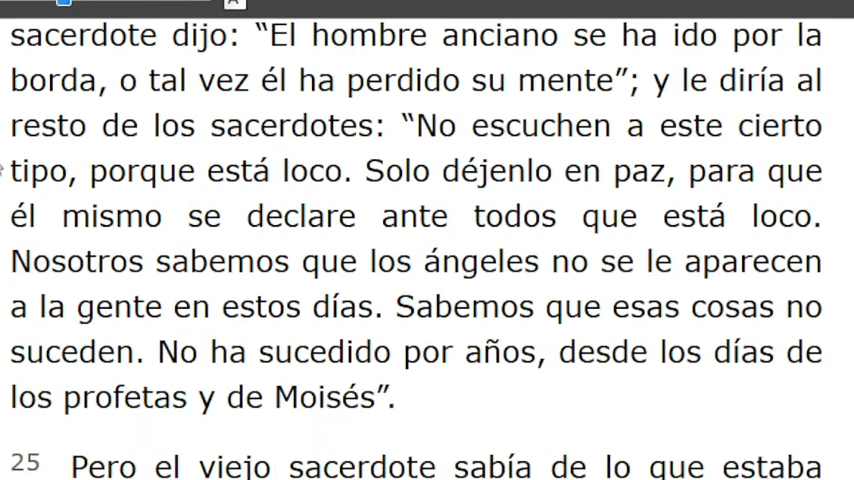 sacerdote dijo: “El hombre anciano se ha ido por la
borda, o tal vez él ha perdido su mente”; y le diría al
resto de los sacerdotes: “No escuchen a este cierto
tipo, porque está loco. Solo déjenlo en paz, para que
él mismo se declare ante todos que está loco.
Nosotros sabemos que los ángeles no se le aparecen
a la gente en estos días. Sabemos que esas cosas no
suceden. No ha sucedido por años, desde los días de
los profetas y de Moisés”.
25 Pero el viejo sacerdote sabía de lo que estaba